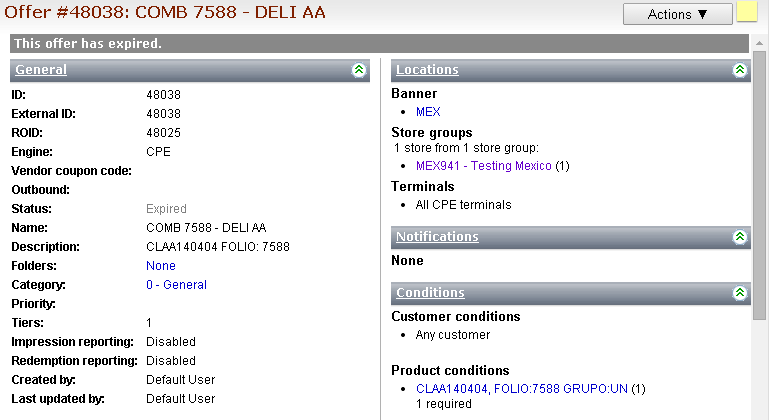 Offer #48038: COMB 7588 - DELI AA
Actions ▼
This offer has expired.
General
ID: 48038
External ID: 48038
ROID: 48025
Engine: CPE
Vendor coupon code:
Outbound:
Status: Expired
Name: COMB 7588 - DELI AA
Description: CLAA140404 FOLIO: 7588
Folders: None
Category: 0 - General
Priority:
Tiers: 1
Impression reporting: Disabled
Redemption reporting: Disabled
Created by: Default User
Last updated by: Default User
Locations
Banner
• MEX
Store groups
1 store from 1 store group:
• MEX941 - Testing Mexico (1)
Terminals
• All CPE terminals
Notifications
None
Conditions
Customer conditions
• Any customer
Product conditions
• CLAA140404, FOLIO:7588 GRUPO:UN (1)
1 required